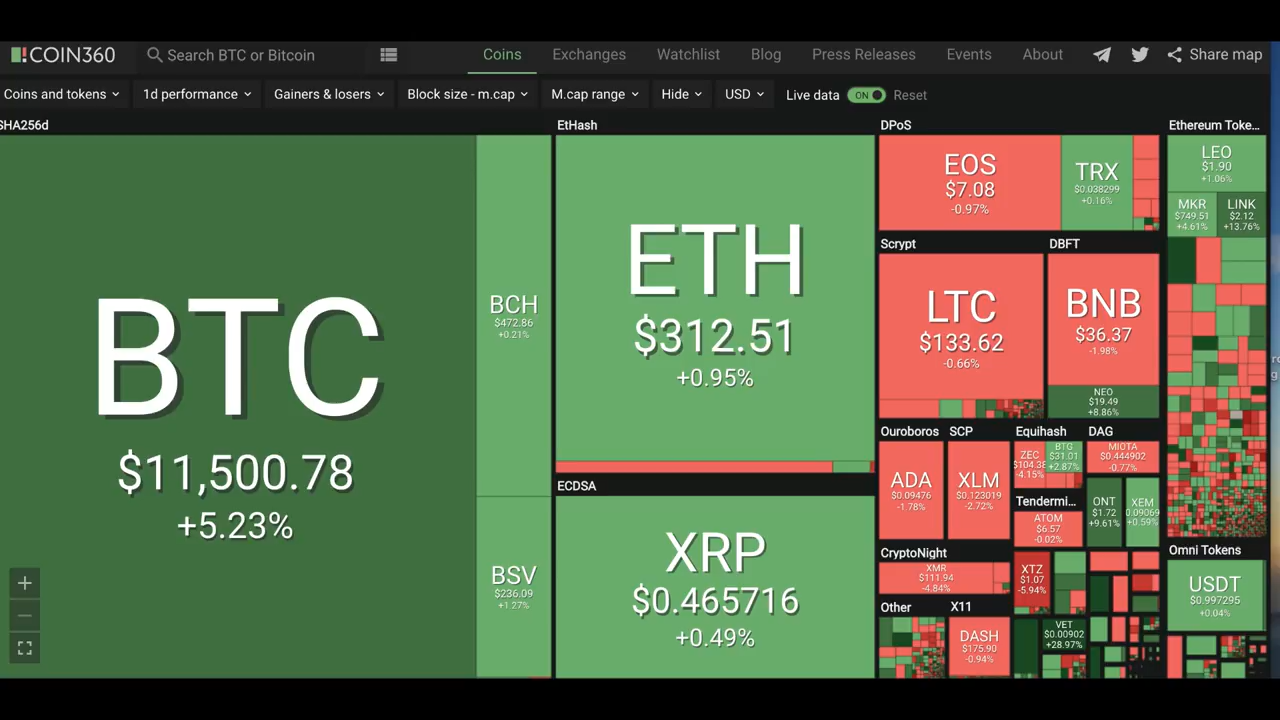 COIN360
Search BTC or Bitcoin
Coins
Exchanges
Watchlist
Blog
Press Releases
Events
About
Share map
Coins and tokens
1d performance
Gainers & losers
Block size - m.cap
M.cap range
Hide
USD
Live data
ON
Reset
SHA256d
BTC
$11,500.78
+5.23%
BCH
$472.86
+0.21%
BSV
$236.09
+1.27%
EtHash
ETH
$312.51
+0.95%
ECDSA
XRP
$0.465716
+0.49%
DPoS
EOS
$7.08
-0.97%
TRX
$0.038299
+0.16%
Scrypt
LTC
$133.62
-0.66%
DBFT
BNB
$36.37
-1.98%
NEO
$19.49
+8.86%
Ouroboros
ADA
$0.09476
-1.78%
SCP
XLM
$0.123019
-2.72%
Equihash
ZEC
$104.38
-4.15%
BTG
$31.01
+2.87%
DAG
MIOTA
$0.444902
-0.77%
Tendermi...
ATOM
$6.57
-0.02%
ONT
$1.72
+9.61%
XEM
0.09069
+0.59%
CryptoNight
XMR
$111.94
-4.84%
XTZ
$1.07
-5.94%
Other
X11
DASH
$175.90
-0.94%
VET
$0.00902
+28.97%
Ethereum Toke...
LEO
$1.90
+1.06%
MKR
$749.51
+4.61%
LINK
$2.12
+13.76%
Omni Tokens
USDT
$0.997295
+0.04%